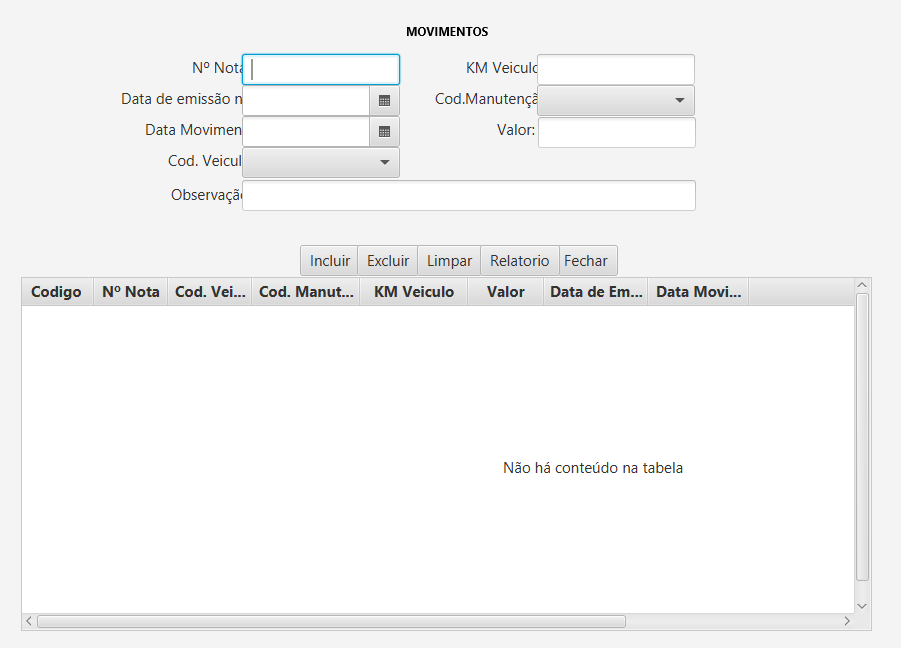 MOVIMENTOS
Nº Nota KM Veiculo
Data de emissão n Cod.Manutençã
Data Movimen Valor:
Cod. Veicul
Observação
Incluir Excluir Limpar Relatorio Fechar
Codigo Nº Nota Cod. Vei... Cod. Manut... KM Veiculo Valor Data de Em... Data Movi...
Não há conteúdo na tabela